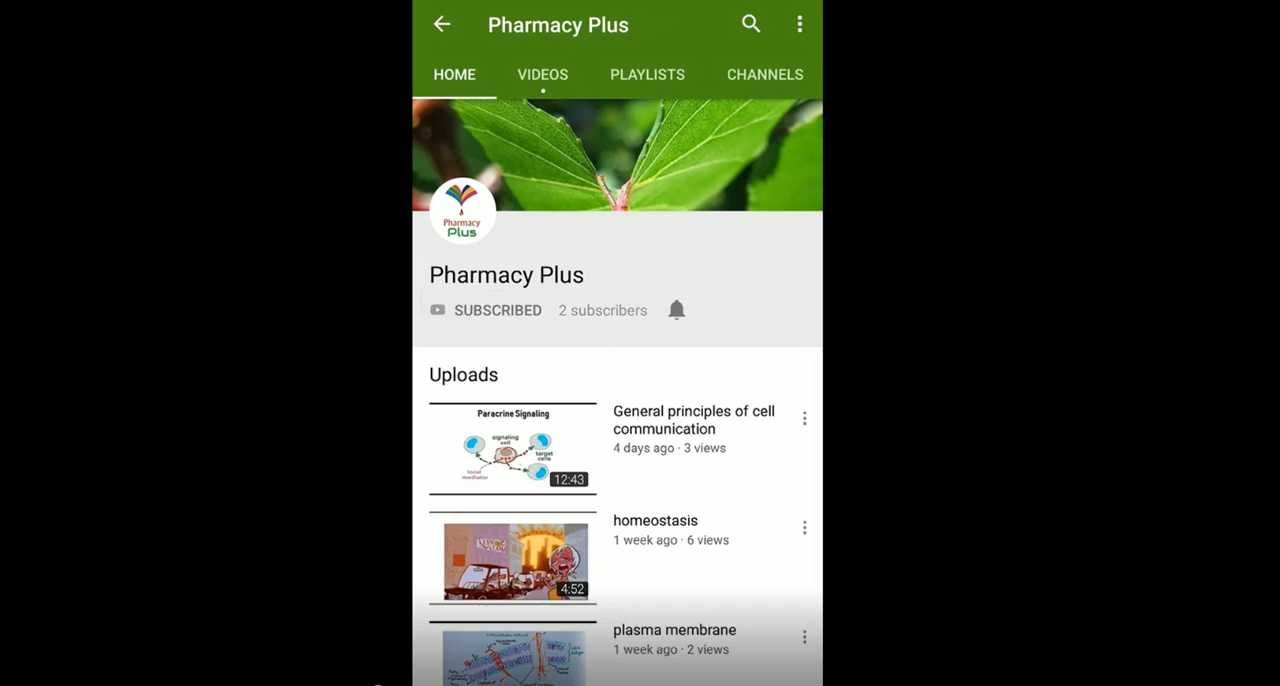 Pharmacy Plus
HOME VIDEOS PLAYLISTS CHANNELS
Pharmacy
Plus
Pharmacy Plus
SUBSCRIBED 2 subscribers
Uploads
Paracrine Signaling
signaling
cell
target
cells
local
mediator
12:43
General principles of cell
communication
4 days ago · 3 views
4:52
homeostasis
1 week ago · 6 views
plasma membrane
1 week ago · 2 views